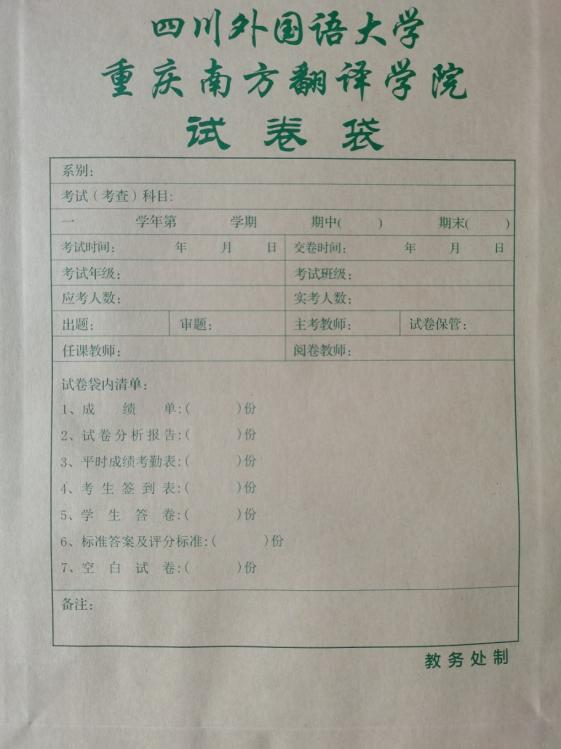 四川外国语大学
重庆南方翻译学院
试卷袋
系别:
考试(考查)科目:
一 学年第 学期 期中( ) 期末( )
考试时间: 年 月 日 交卷时间: 年 月 日
考试年级: 考试班级:
应考人数: 实考人数:
出题: 审题: 主考教师: 试卷保管:
任课教师: 阅卷教师:
试卷袋内清单:
1、成绩单:( )份
2、试卷分析报告:( )份
3、平时成绩考勤表:( )份
4、考生签到表:( )份
5、学生答卷:( )份
6、标准答案及评分标准:( )份
7、空白试卷:( )份
备注:
教务处制